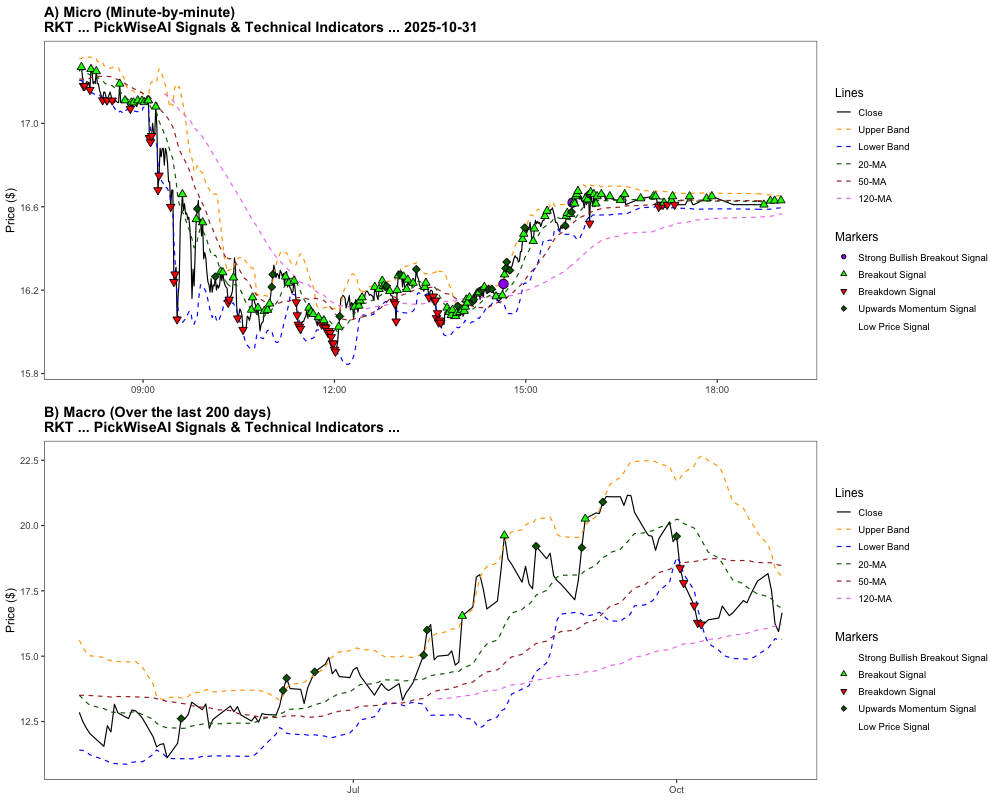 A) Micro (Minute-by-minute)
RKT ... PickWiseAI Signals & Technical Indicators ... 2025-10-31
Price ($)
17.0
16.6
16.2
15.8
09:00
12:00
15:00
18:00
Lines
Close
Upper Band
Lower Band
20-MA
50-MA
120-MA
Markers
Strong Bullish Breakout Signal
Breakout Signal
Breakdown Signal
Upwards Momentum Signal
Low Price Signal
B) Macro (Over the last 200 days)
RKT ... PickWiseAI Signals & Technical Indicators ...
Price ($)
22.5
20.0
17.5
15.0
12.5
Jul
Oct
Lines
Close
Upper Band
Lower Band
20-MA
50-MA
120-MA
Markers
Strong Bullish Breakout Signal
Breakout Signal
Breakdown Signal
Upwards Momentum Signal
Low Price Signal